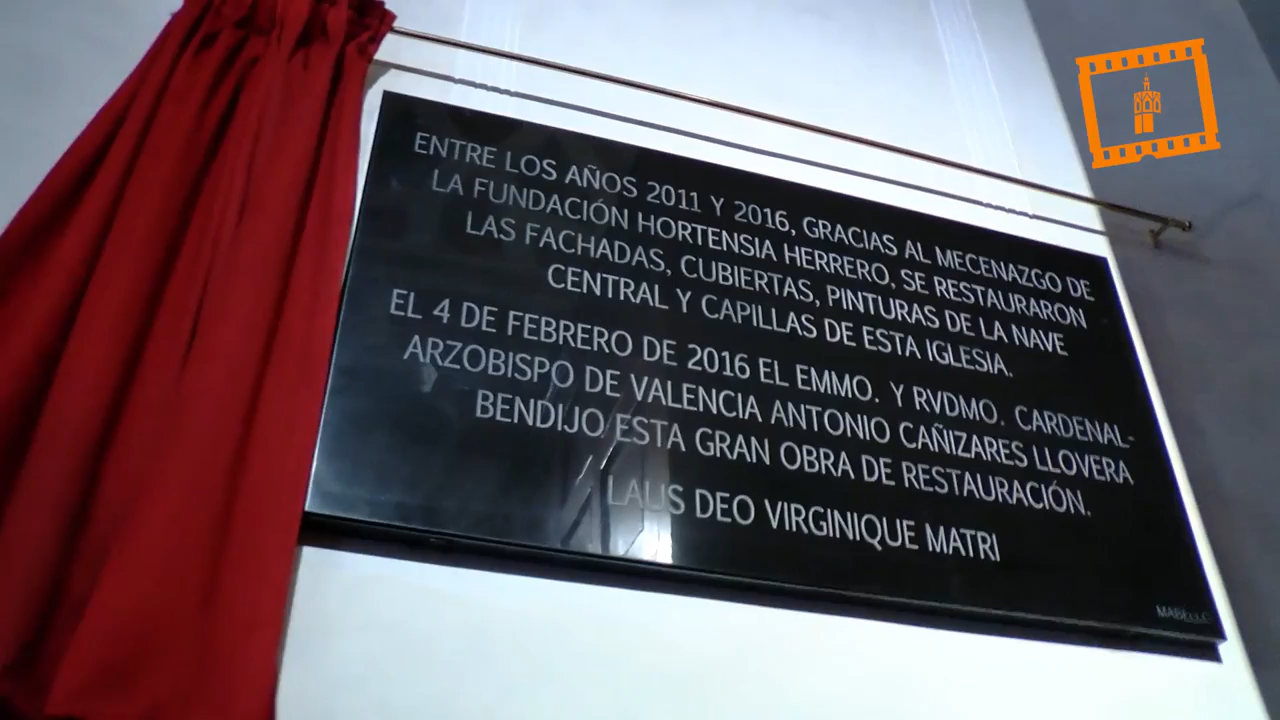 ENTRE LOS AÑOS 2011 Y 2016, GRACIAS AL MECENAZGO DE
LA FUNDACIÓN HORTENSIA HERRERO, SE RESTAURARON
LAS FACHADAS, CUBIERTAS, PINTURAS DE LA NAVE
CENTRAL Y CAPILLAS DE ESTA IGLESIA.
EL 4 DE FEBRERO DE 2016 EL EMMO. Y RVDMO. CARDENAL-
ARZOBISPO DE VALENCIA ANTONIO CAÑIZARES LLOVERA
BENDIJO ESTA GRAN OBRA DE RESTAURACIÓN.
LAUS DEO VIRGINIQUE MATRI